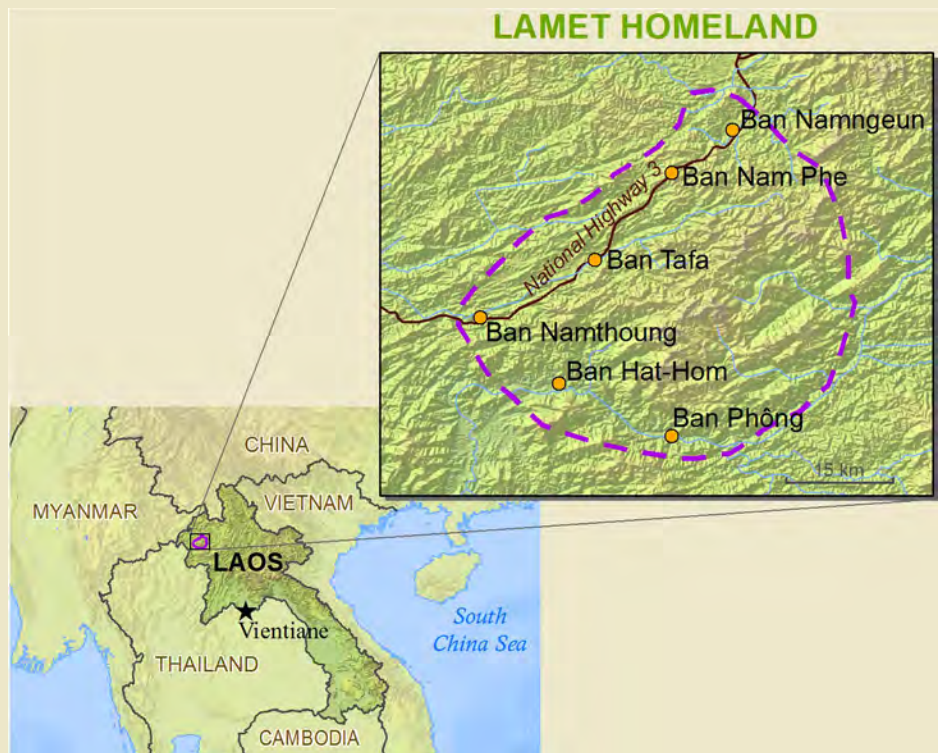 LAMET HOMELAND
Ban Namngeun
Ban Nam Phe
National Highway 3
Ban Tafa
Ban Namthoung
Ban Hat-Hom
Ban Phông
15 km
CHINA
MYANMAR
VIETNAM
LAOS
Vientiane
South
China Sea
THAILAND
CAMBODIA